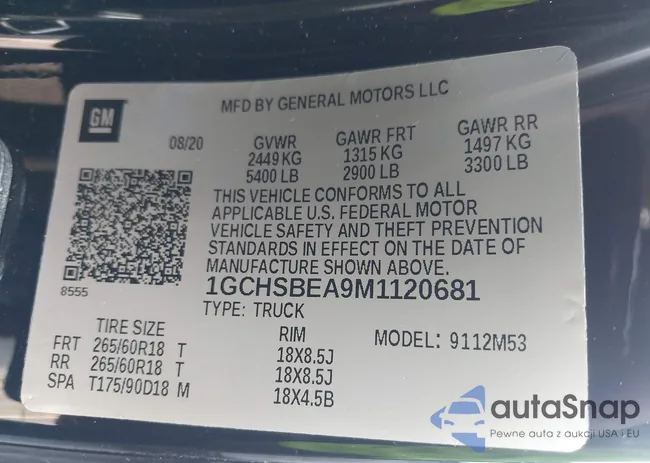 GM
MFD BY GENERAL MOTORS LLC
08/20
GVWR GAWR FRT GAWR RR
2449 KG 1315 KG 1497 KG
5400 LB 2900 LB 3300 LB
THIS VEHICLE CONFORMS TO ALL
APPLICABLE U.S. FEDERAL MOTOR
VEHICLE SAFETY AND THEFT PREVENTION
STANDARDS IN EFFECT ON THE DATE OF
MANUFACTURE SHOWN ABOVE.
8555
1GCHSBEA9M1120681
TYPE: TRUCK
TIRE SIZE RIM MODEL: 9112M53
FRT 265/60R18 T 18X8.5J
RR 265/60R18 T 18X8.5J
SPA T175/90D18 M 18X4.5B
autaSnap
Pewne auta z aukcji USA i EU